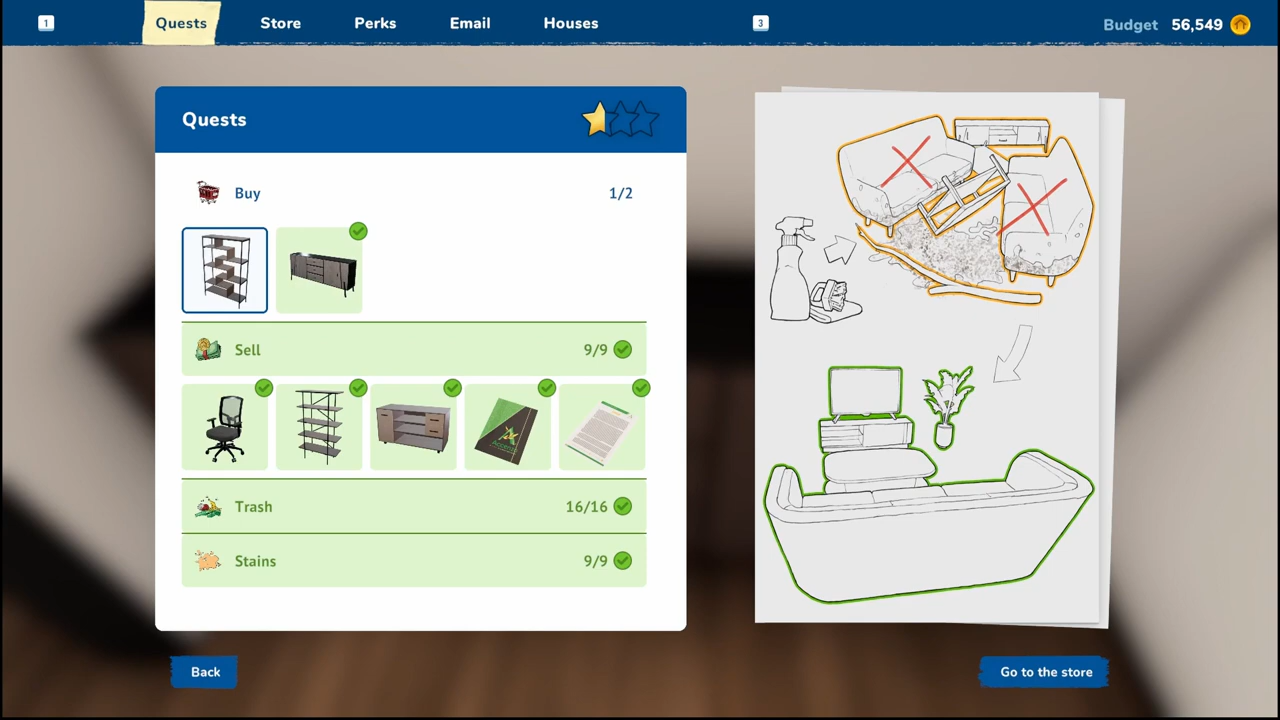 1 Quests Store Perks Email Houses 3 Budget 56,549
Quests
Buy 1/2
Sell 9/9
Trash 16/16
Stains 9/9
Back
Go to the store